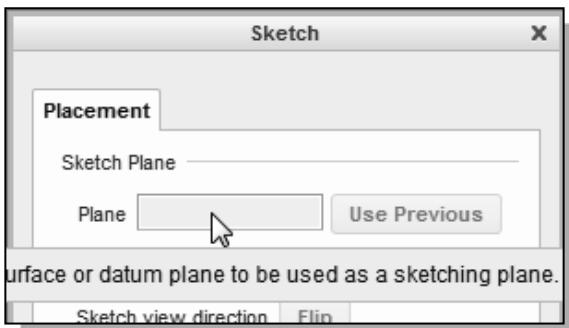 Sketch X
Placement
Sketch Plane
Plane Use Previous
urface or datum plane to be used as a sketching plane.
Sketch view direction Flip